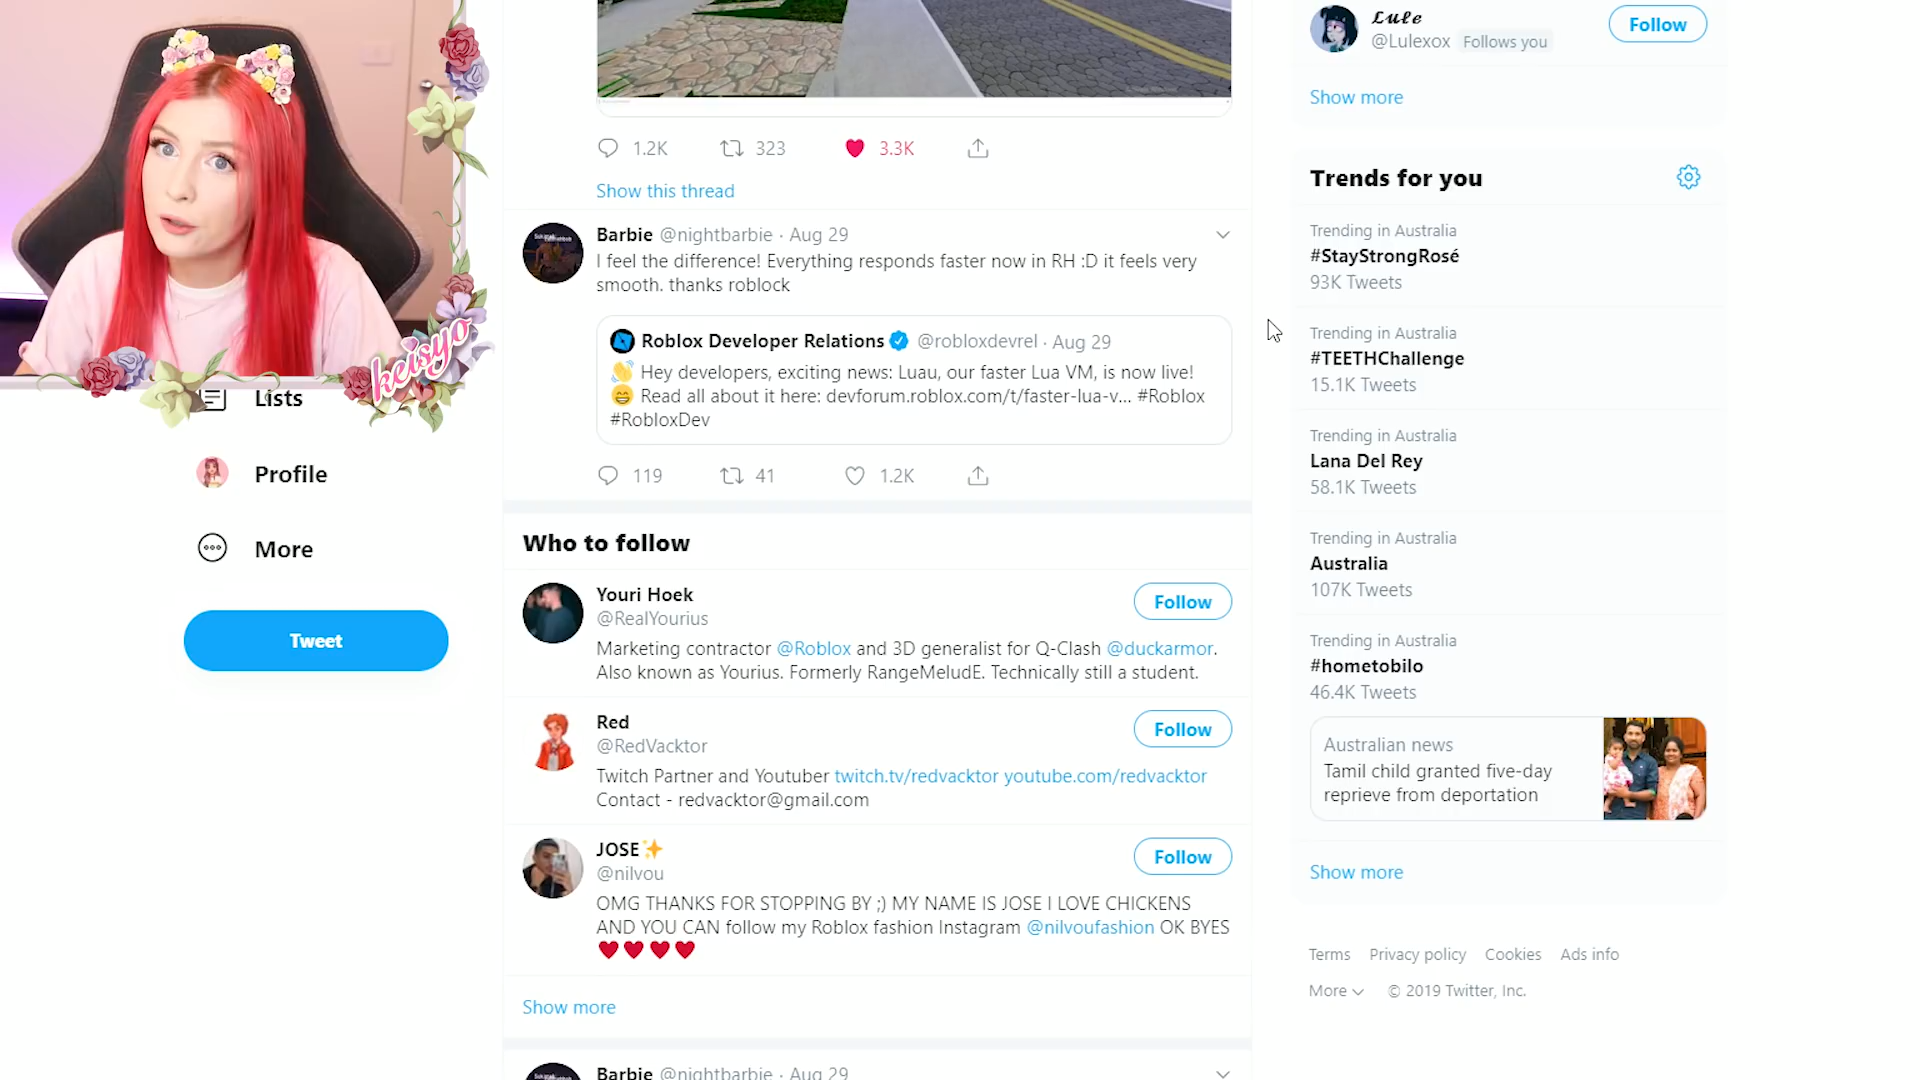 keisyo
Lists
Profile
More
Tweet
1.2K 323 3.3K
Show this thread
Barbie @nightbarbie · Aug 29
I feel the difference! Everything responds faster now in RH :D it feels very
smooth. thanks roblock
Roblox Developer Relations @robloxdevrel · Aug 29
👋 Hey developers, exciting news: Luau, our faster Lua VM, is now live!
😁 Read all about it here: devforum.roblox.com/t/faster-lua-v... #Roblox
#RobloxDev
119 41 1.2K
Who to follow
Youri Hoek
@RealYourius
Follow
Marketing contractor @Roblox and 3D generalist for Q-Clash @duckarmor.
Also known as Yourius. Formerly RangeMeludE. Technically still a student.
Red
@RedVacktor
Follow
Twitch Partner and Youtuber twitch.tv/redvacktor youtube.com/redvacktor
Contact - redvacktor@gmail.com
JOSE✨
@nilvou
Follow
OMG THANKS FOR STOPPING BY ;) MY NAME IS JOSE I LOVE CHICKENS
AND YOU CAN follow my Roblox fashion Instagram @nilvoufashion OK BYES
❤️❤️❤️❤️
Show more
Barbie @nightbarbie · Aug 29
𝓛𝓾𝓵𝓮
@Lulexox Follows you
Follow
Show more
Trends for you
Trending in Australia
#StayStrongRosé
93K Tweets
Trending in Australia
#TEETHChallenge
15.1K Tweets
Trending in Australia
Lana Del Rey
58.1K Tweets
Trending in Australia
Australia
107K Tweets
Trending in Australia
#hometobilo
46.4K Tweets
Australian news
Tamil child granted five-day
reprieve from deportation
Show more
Terms Privacy policy Cookies Ads info
More © 2019 Twitter, Inc.